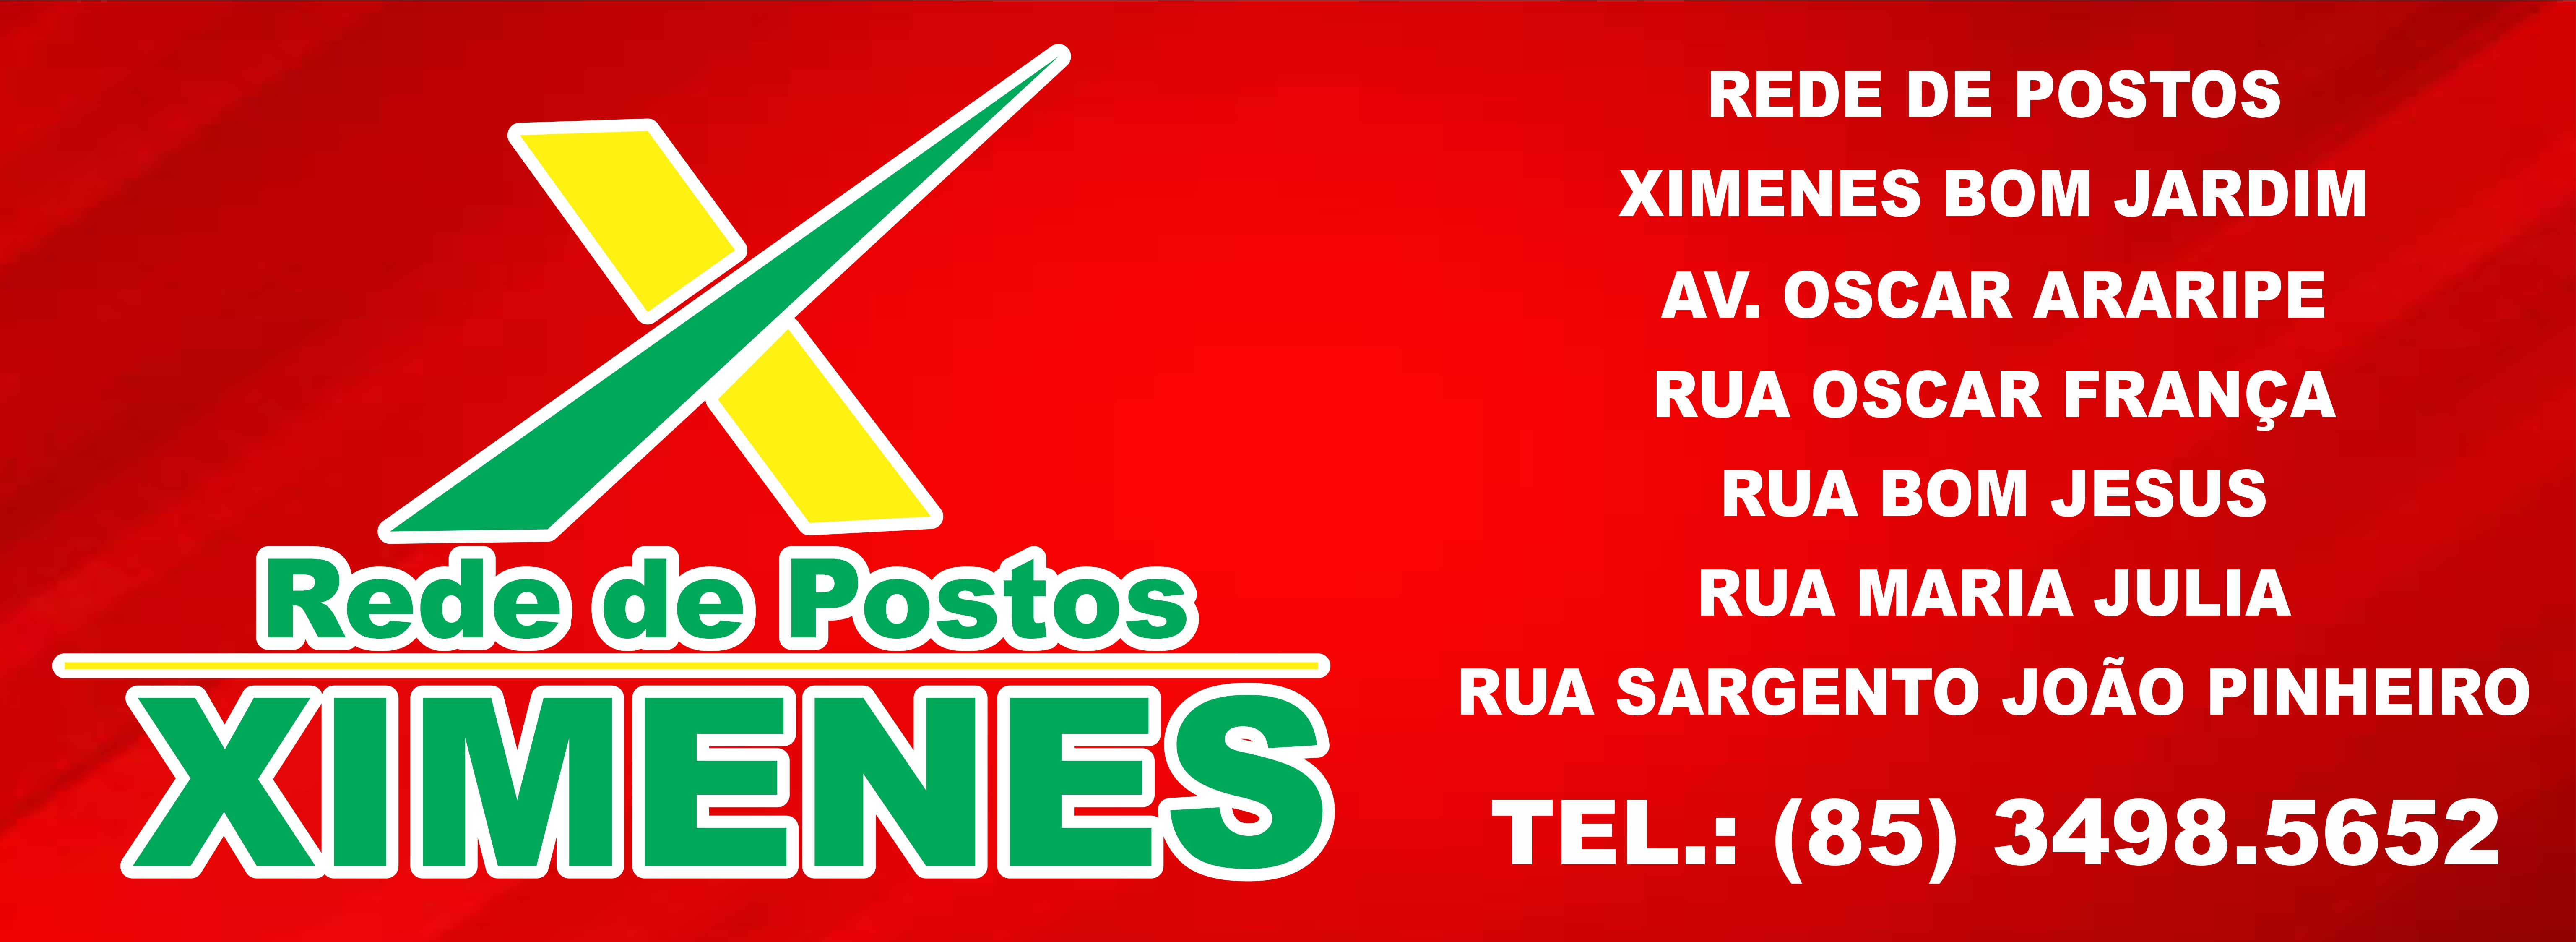 Rede de Postos
XIMENES
REDE DE POSTOS
XIMENES BOM JARDIM
AV. OSCAR ARARIPE
RUA OSCAR FRANÇA
RUA BOM JESUS
RUA MARIA JULIA
RUA SARGENTO JOÃO PINHEIRO
TEL.: (85) 3498.5652